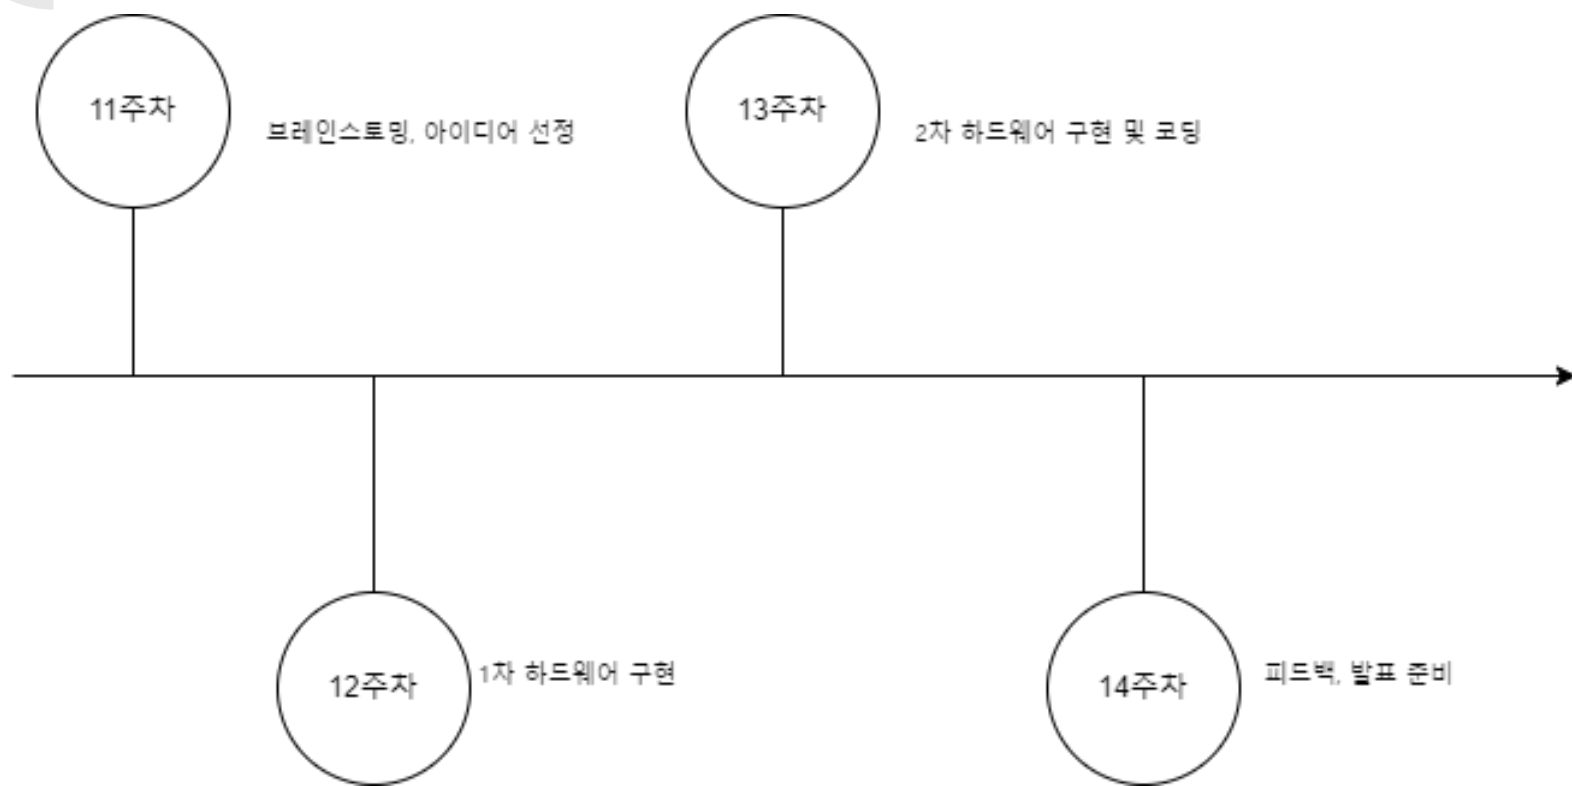 11주차
브레인스토밍, 아이디어 선정
13주차
2차 하드웨어 구현 및 코딩
12주차
1차 하드웨어 구현
14주차
피드백, 발표 준비